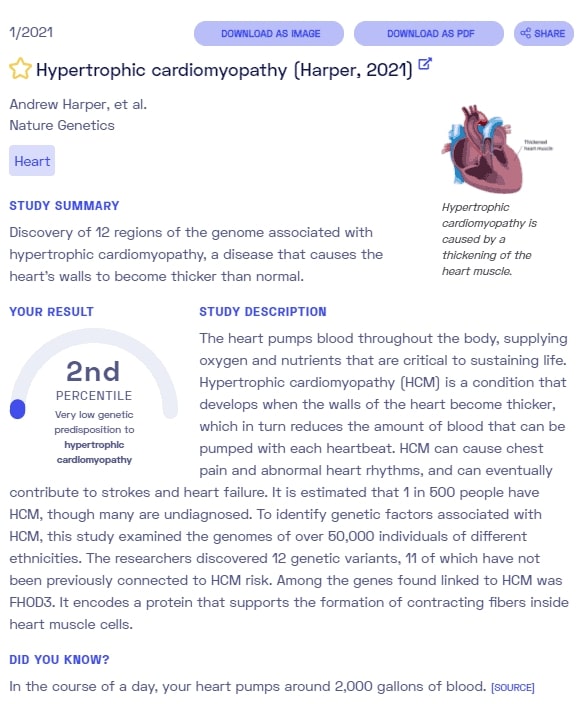 1/2021
DOWNLOAD AS IMAGE
DOWNLOAD AS PDF
SHARE
Hypertrophic cardiomyopathy (Harper, 2021)
Andrew Harper, et al.
Nature Genetics
Heart
Thickened
heart muscle
Hypertrophic
cardiomyopathy is
caused by a
thickening of the
heart muscle.
STUDY SUMMARY
Discovery of 12 regions of the genome associated with
hypertrophic cardiomyopathy, a disease that causes the
heart's walls to become thicker than normal.
YOUR RESULT
2nd
PERCENTILE
Very low genetic
predisposition to
hypertrophic
cardiomyopathy
STUDY DESCRIPTION
The heart pumps blood throughout the body, supplying
oxygen and nutrients that are critical to sustaining life.
Hypertrophic cardiomyopathy (HCM) is a condition that
develops when the walls of the heart become thicker,
which in turn reduces the amount of blood that can be
pumped with each heartbeat. HCM can cause chest
pain and abnormal heart rhythms, and can eventually
contribute to strokes and heart failure. It is estimated that 1 in 500 people have
HCM, though many are undiagnosed. To identify genetic factors associated with
HCM, this study examined the genomes of over 50,000 individuals of different
ethnicities. The researchers discovered 12 genetic variants, 11 of which have not
been previously connected to HCM risk. Among the genes found linked to HCM was
FHOD3. It encodes a protein that supports the formation of contracting fibers inside
heart muscle cells.
DID YOU KNOW?
In the course of a day, your heart pumps around 2,000 gallons of blood. [SOURCE]